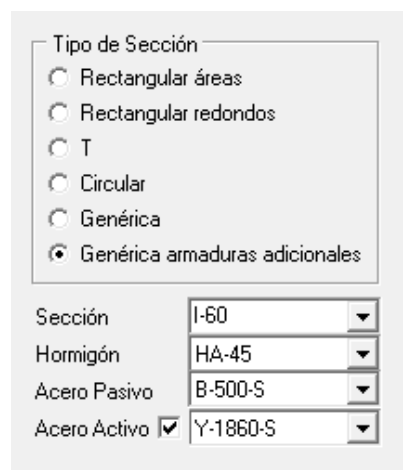 Tipo de Sección
Rectangular áreas
Rectangular redondos
T
Circular
Genérica
Genérica armaduras adicionales
Sección I-60
Hormigón HA-45
Acero Pasivo B-500-S
Acero Activo Y-1860-S